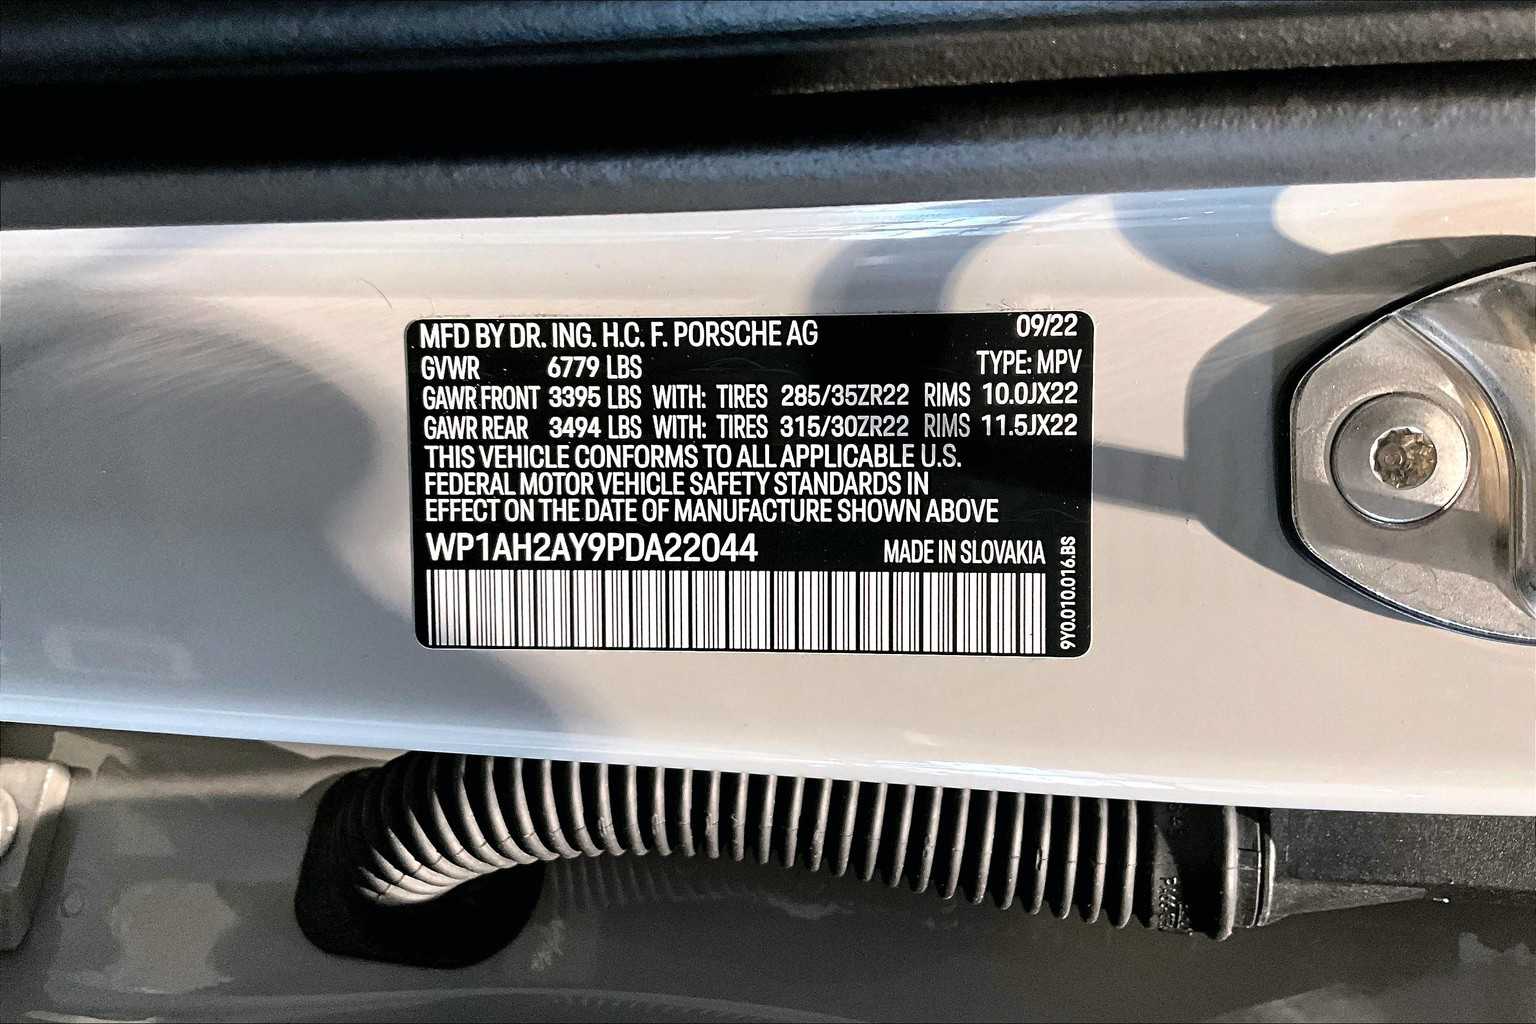 MFD BY DR. ING. H.C. F. PORSCHE AG 09/22
GVWR 6779 LBS TYPE: MPV
GAWR FRONT 3395 LBS WITH: TIRES 285/35ZR22 RIMS 10.0JX22
GAWR REAR 3494 LBS WITH: TIRES 315/30ZR22 RIMS 11.5JX22
THIS VEHICLE CONFORMS TO ALL APPLICABLE U.S.
FEDERAL MOTOR VEHICLE SAFETY STANDARDS IN
EFFECT ON THE DATE OF MANUFACTURE SHOWN ABOVE
WP1AH2AY9PDA22044 MADE IN SLOVAKIA
9Y0.010.016.BS